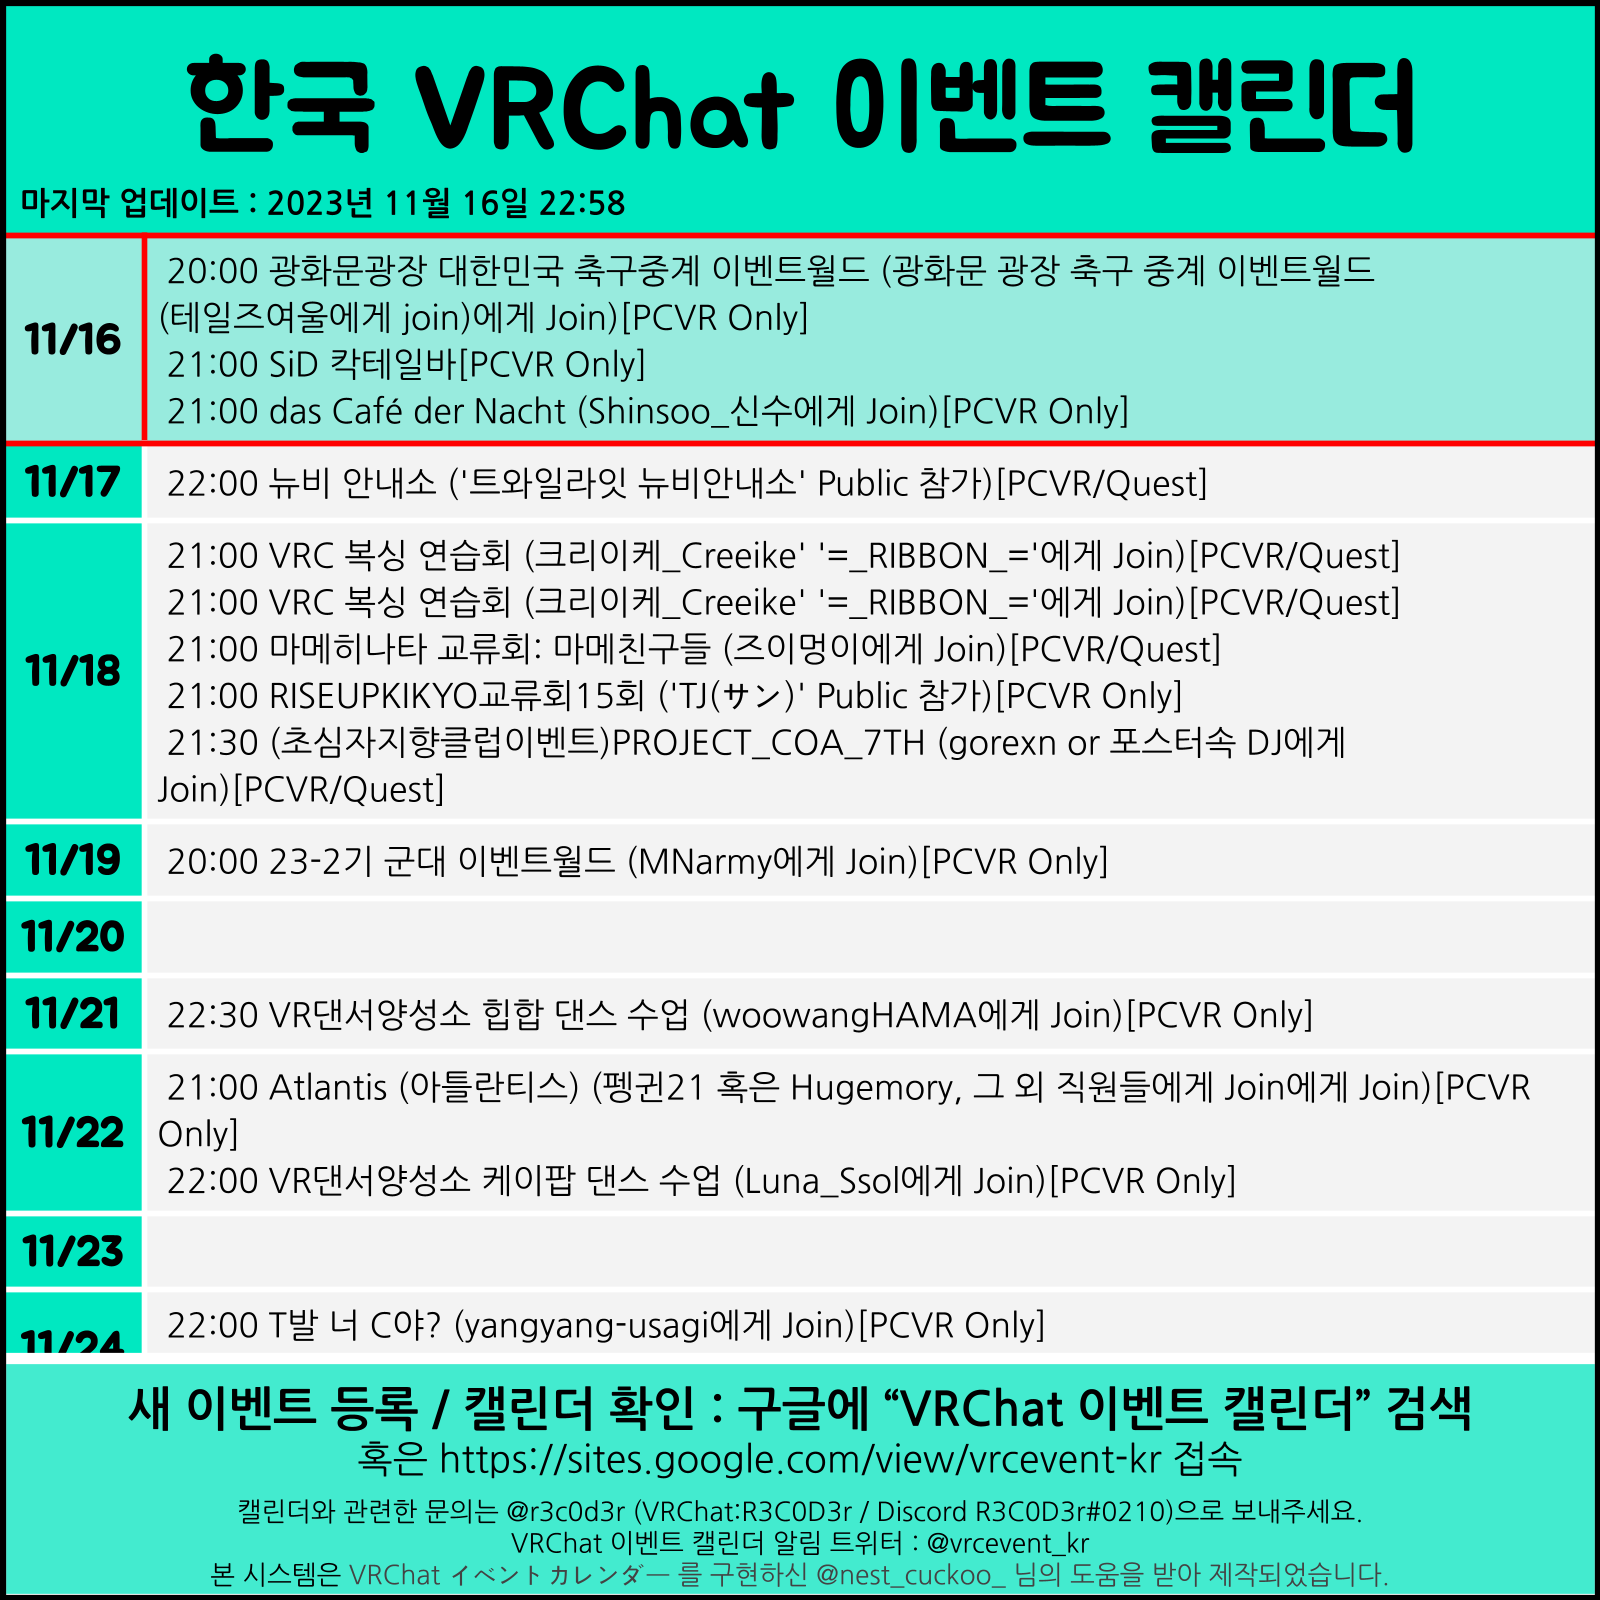 한국 VRChat 이벤트 캘린더
마지막 업데이트 : 2023년 11월 16일 22:58
11/16
20:00 광화문광장 대한민국 축구중계 이벤트월드 (광화문 광장 축구 중계 이벤트월드
(테일즈여울에게 join)에게 Join)[PCVR Only]
21:00 SiD 칵테일바[PCVR Only]
21:00 das Café der Nacht (Shinsoo_신수에게 Join)[PCVR Only]
11/17
22:00 뉴비 안내소 ('트와일라잇 뉴비안내소' Public 참가)[PCVR/Quest]
11/18
21:00 VRC 복싱 연습회 (크리이케_Creeike' '=_RIBBON_='에게 Join)[PCVR/Quest]
21:00 VRC 복싱 연습회 (크리이케_Creeike' '=_RIBBON_='에게 Join)[PCVR/Quest]
21:00 마메히나타 교류회: 마메친구들 (즈이멍이에게 Join)[PCVR/Quest]
21:00 RISEUPKIKYO교류회15회 ('TJ(サン)' Public 참가)[PCVR Only]
21:30 (초심자지향클럽이벤트)PROJECT_COA_7TH (gorexn or 포스터속 DJ에게
Join)[PCVR/Quest]
11/19
20:00 23-2기 군대 이벤트월드 (MNarmy에게 Join)[PCVR Only]
11/20
11/21
22:30 VR댄서양성소 힙합 댄스 수업 (woowangHAMA에게 Join)[PCVR Only]
11/22
21:00 Atlantis (아틀란티스) (펭귄21 혹은 Hugemory, 그 외 직원들에게 Join에게 Join)[PCVR
Only]
22:00 VR댄서양성소 케이팝 댄스 수업 (Luna_Ssol에게 Join)[PCVR Only]
11/23
11/24
22:00 T발 너 C야? (yangyang-usagi에게 Join)[PCVR Only]
새 이벤트 등록 / 캘린더 확인 : 구글에 “VRChat 이벤트 캘린더” 검색
혹은 https://sites.google.com/view/vrcevent-kr 접속
캘린더와 관련한 문의는 @r3c0d3r (VRChat:R3C0D3r / Discord R3C0D3r#0210)으로 보내주세요.
VRChat 이벤트 캘린더 알림 트위터 : @vrcevent_kr
본 시스템은 VRChat イベントカレンダー 를 구현하신 @nest_cuckoo_ 님의 도움을 받아 제작되었습니다.